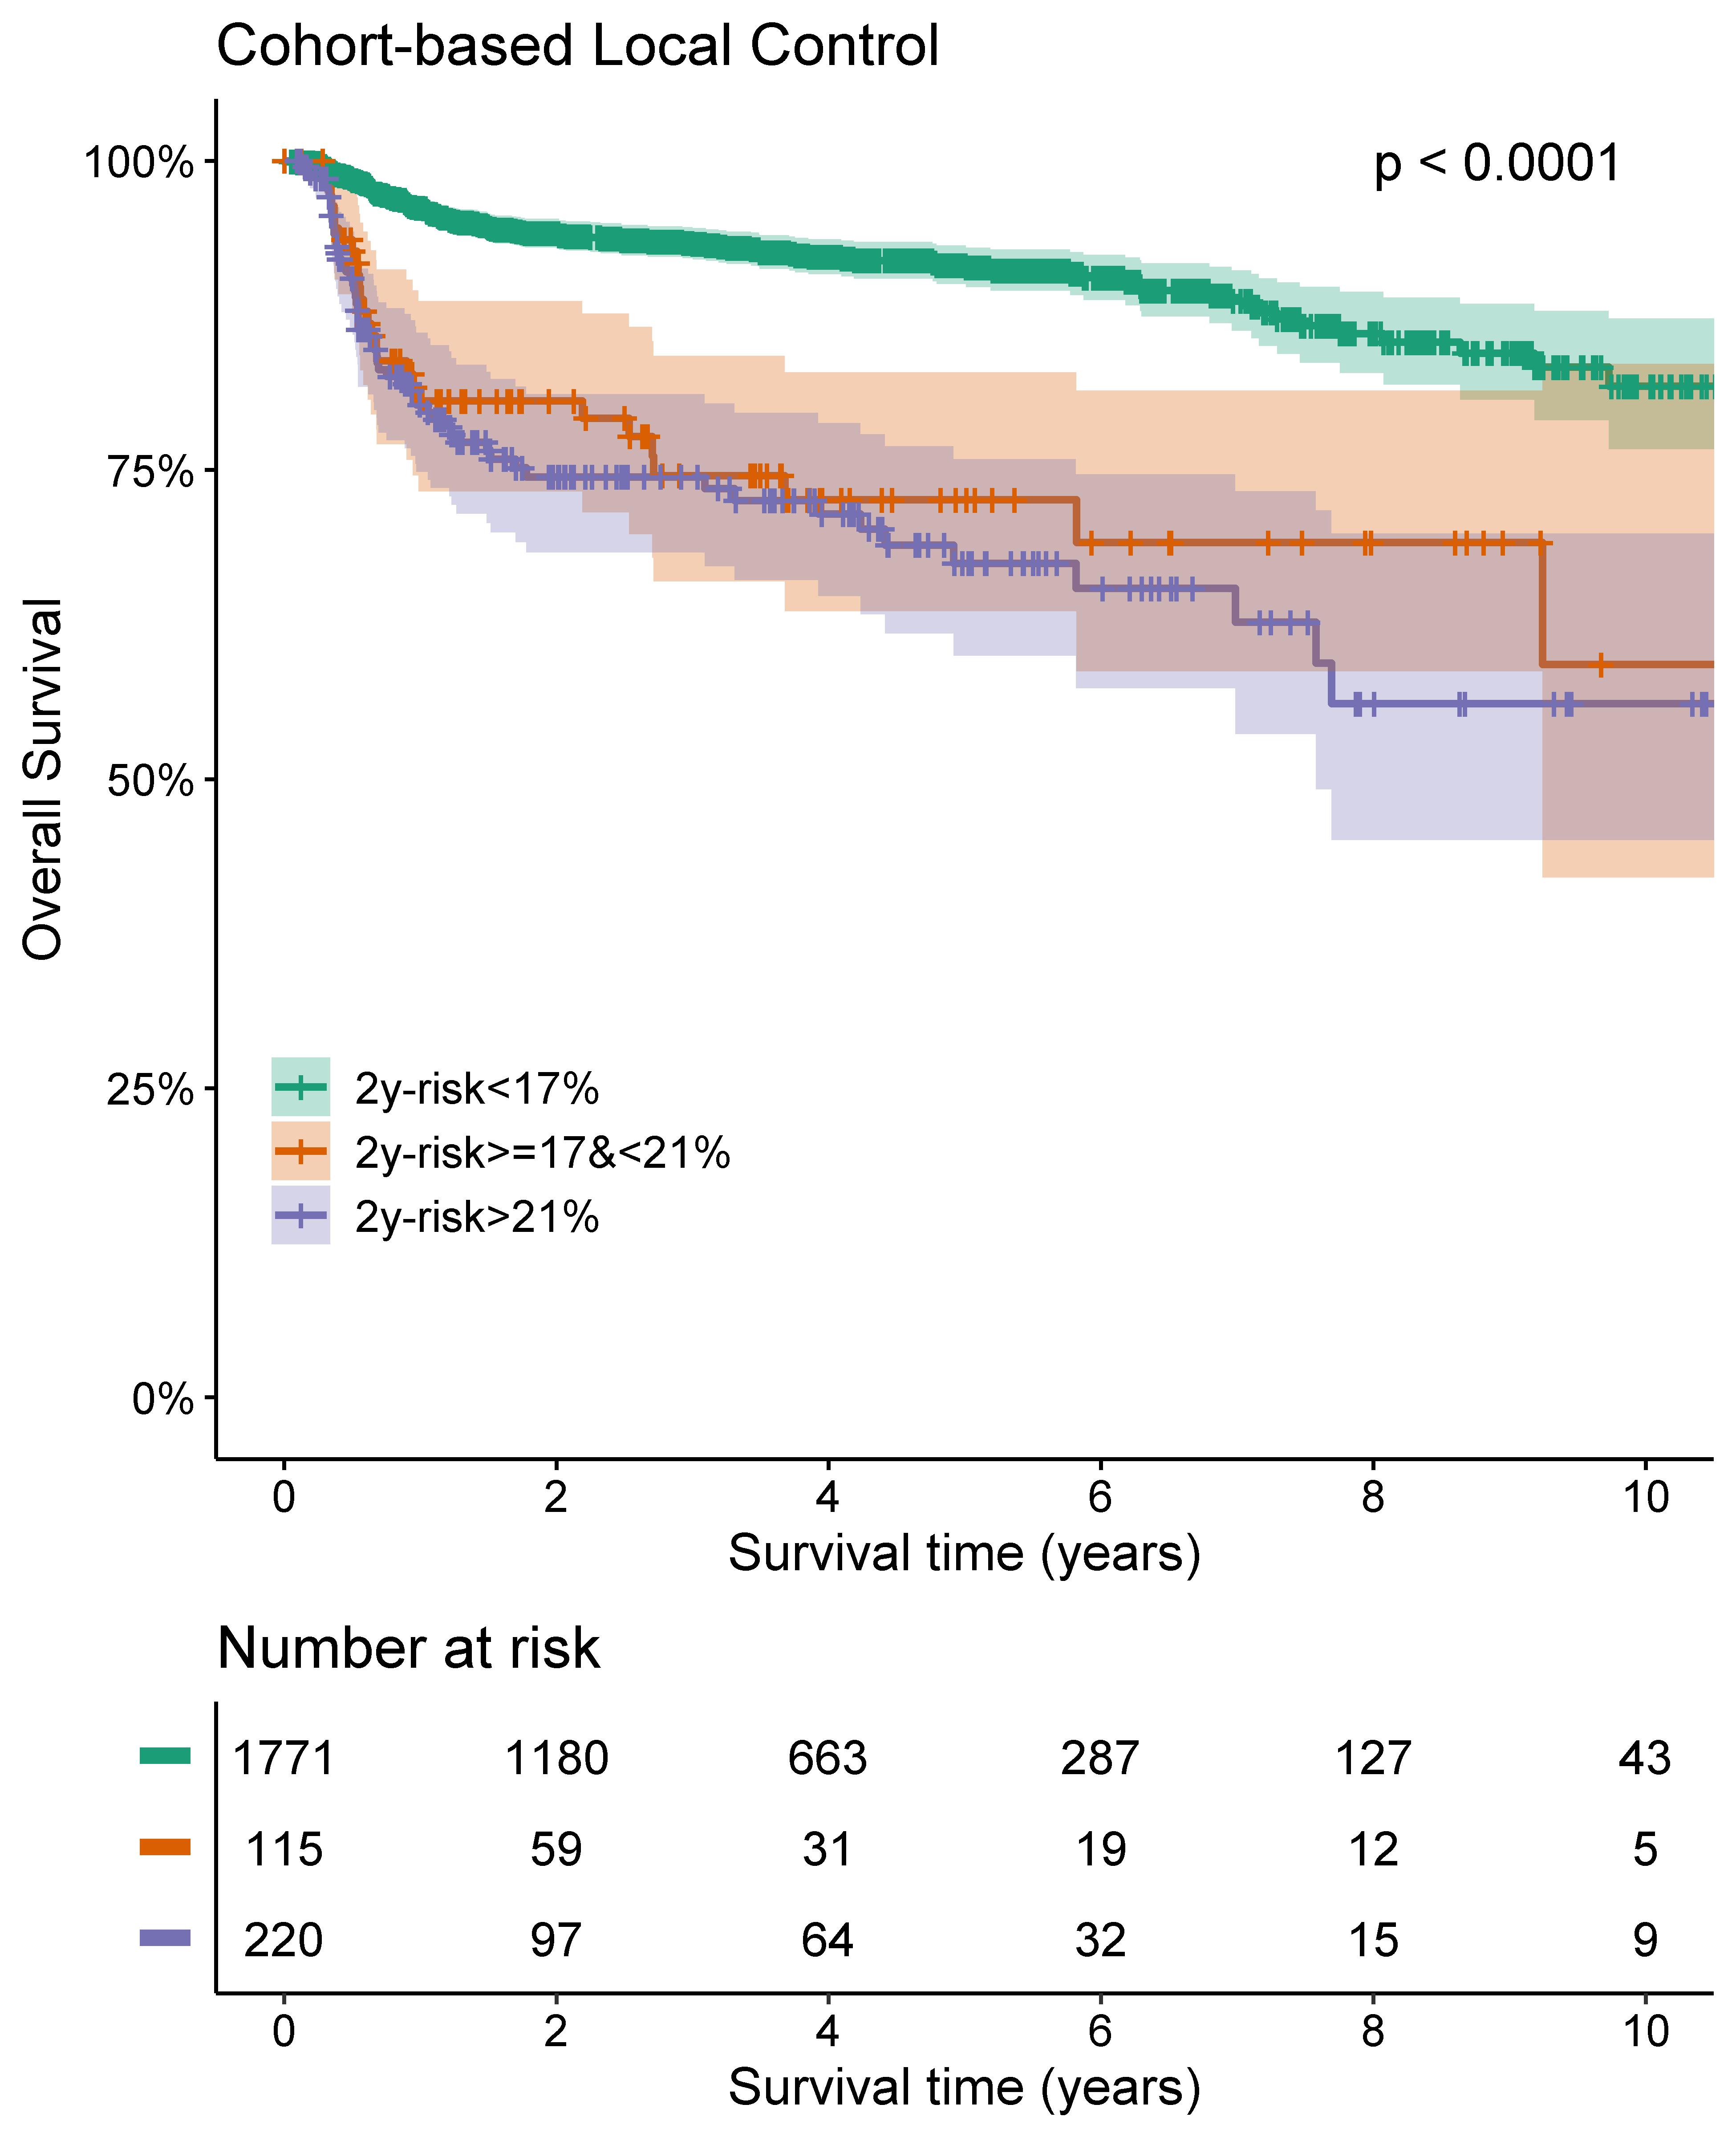 Cohort-based Local Control
p < 0.0001
100%
75%
50%
25%
0%
Overall Survival
2y-risk<17%
2y-risk>=17&<21%
2y-risk>21%
0 2 4 6 8 10
Survival time (years)
Number at risk
1771 1180 663 287 127 43
115 59 31 19 12 5
220 97 64 32 15 9
0 2 4 6 8 10
Survival time (years)